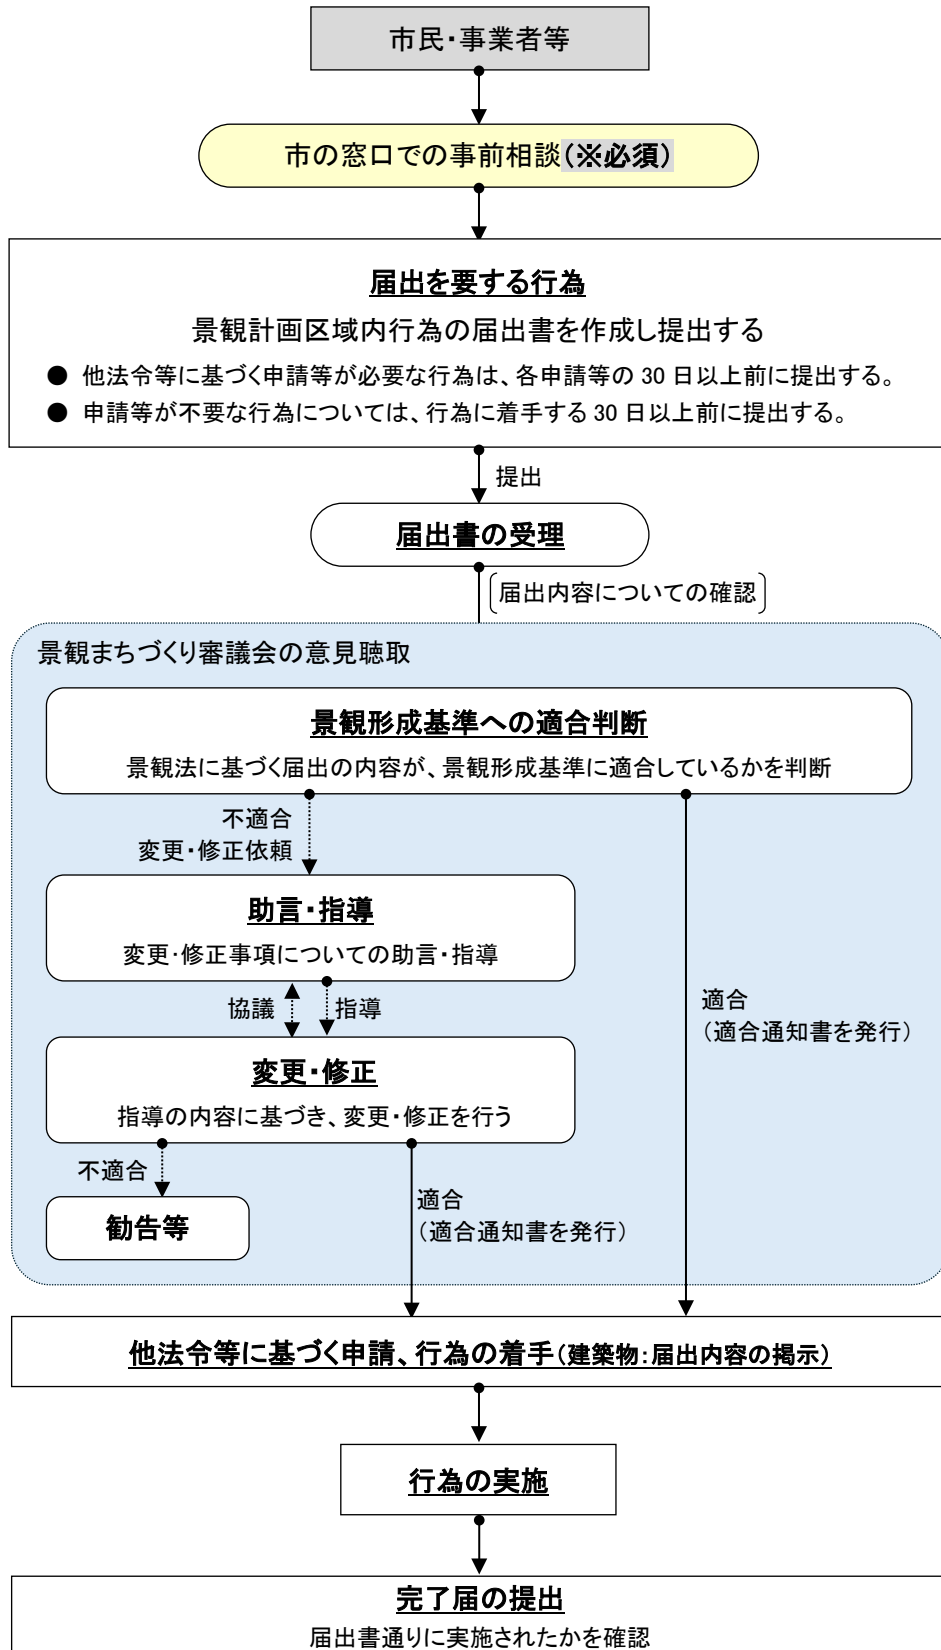 市民・事業者等
市の窓口での事前相談(※必須)
届出を要する行為
景観計画区域内行為の届出書を作成し提出する
● 他法令等に基づく申請等が必要な行為は、各申請等の 30 日以上前に提出する。
● 申請等が不要な行為については、行為に着手する 30 日以上前に提出する。
提出
届出書の受理
届出内容についての確認
景観まちづくり審議会の意見聴取
景観形成基準への適合判断
景観法に基づく届出の内容が、景観形成基準に適合しているかを判断
不適合
変更・修正依頼
助言・指導
変更・修正事項についての助言・指導
協議
指導
適合
(適合通知書を発行)
変更・修正
指導の内容に基づき、変更・修正を行う
不適合
勧告等
適合
(適合通知書を発行)
他法令等に基づく申請、行為の着手(建築物:届出内容の掲示)
行為の実施
完了届の提出
届出書通りに実施されたかを確認